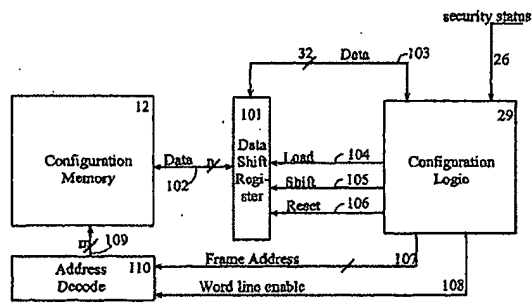 security status
32 Data 103
26
12
101
29
Configuration
Memory
Data
Shift
Regi-
ster
Configuration
Logic
Data n
102
Load 104
Shift 105
Reset 106
m 109
107
Address
Decode
110
Frame Address
Word line enable
108